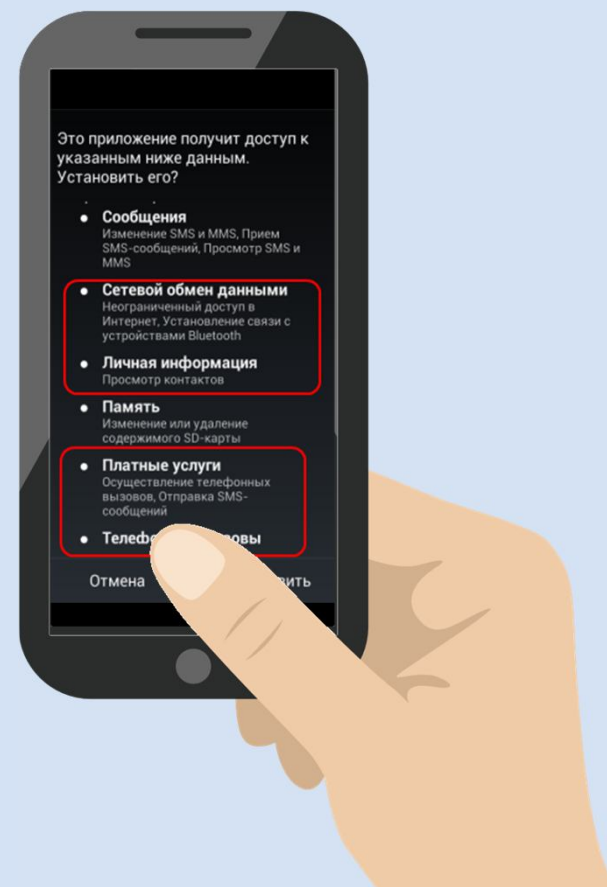 Это приложение получит доступ к
указанным ниже данным.
Установить его?
Сообщения
Изменение SMS и MMS, Прием
SMS-сообщений, Просмотр SMS и
MMS
Сетевой обмен данными
Неограниченный доступ в
Интернет, Установление связи с
устройствами Bluetooth
Личная информация
Просмотр контактов
Память
Изменение или удаление
содержимого SD-карты
Платные услуги
Осуществление телефонных
вызовов, Отправка SMS-
сообщений
Отмена